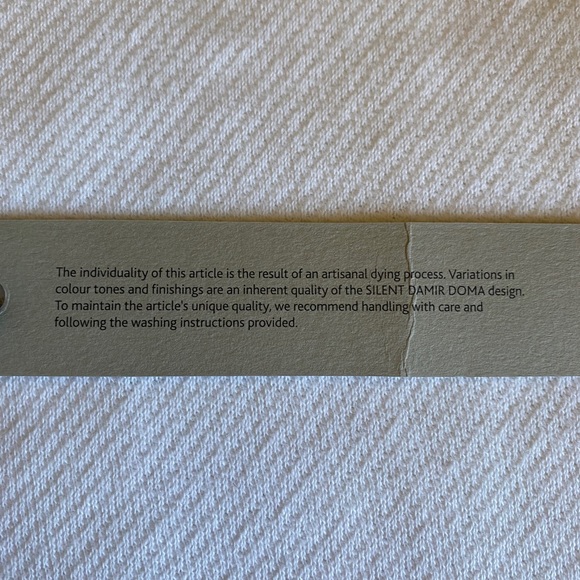 The individuality of this article is the result of an artisanal dying process. Variations in
colour tones and finishings are an inherent quality of the SILENT DAMIR DOMA design.
To maintain the article's unique quality, we recommend handling with care and
following the washing instructions provided.